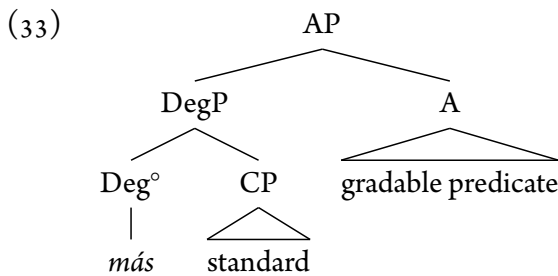 (33) AP
DegP A
Deg° CP gradable predicate
más standard